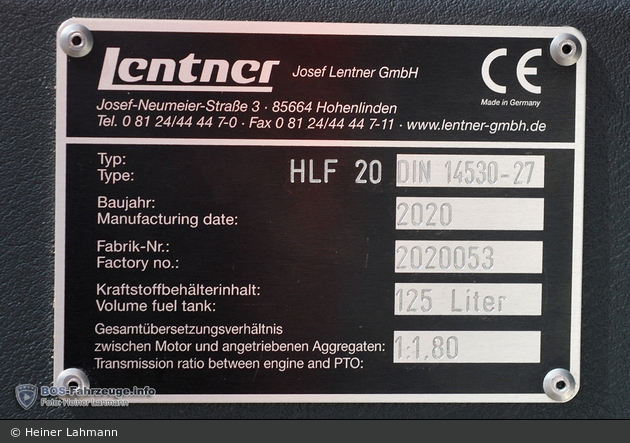 Lentner Josef Lentner GmbH
CE
Made in Germany
Josef-Neumeier-Straße 3 · 85664 Hohenlinden
Tel. 0 81 24/44 44 7-0 · Fax 0 81 24/44 44 7-11 · www.lentner-gmbh.de
Typ:
Type: HLF 20 DIN 14530-27
Baujahr:
Manufacturing date: 2020
Fabrik-Nr.:
Factory no.: 2020053
Kraftstoffbehälterinhalt:
Volume fuel tank: 125 Liter
Gesamtübersetzungsverhältnis
zwischen Motor und angetriebenen Aggregaten: 1:1,80
Transmission ratio between engine and PTO:
BOS-Fahrzeuge.info
Foto: Heiner Lahmann
© Heiner Lahmann